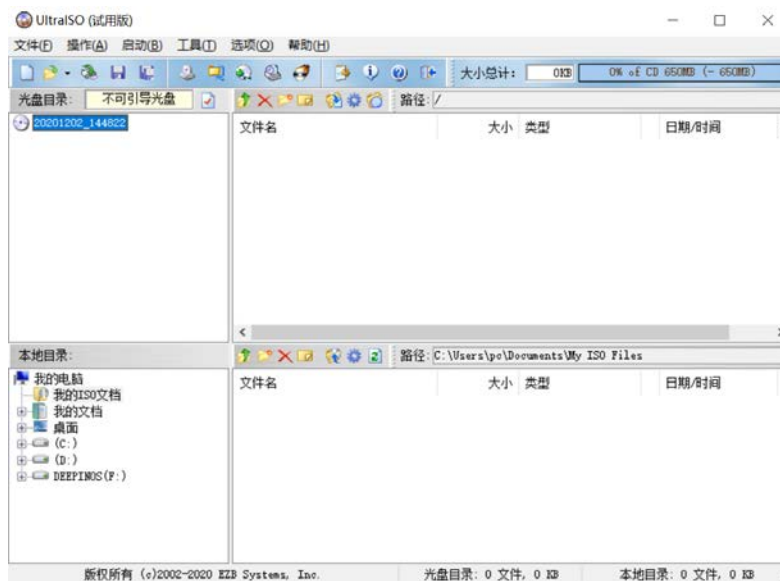 UltraISO (试用版)
文件(F) 操作(A) 启动(B) 工具(T) 选项(O) 帮助(H)
大小总计: 0KB 0% of CD 650MB (- 650MB)
光盘目录: 不可引导光盘 路径: /
20201202_144822
文件名 大小 类型 日期/时间
本地目录: 路径: C:\Users\pc\Documents\My ISO Files
我的电脑
我的ISO文档
我的文档
桌面
(C:)
(D:)
DEEPINOS(F:)
文件名 大小 类型 日期/时间
版权所有 (c)2002-2020 EZB Systems, Inc. 光盘目录: 0 文件, 0 KB 本地目录: 0 文件, 0 KB